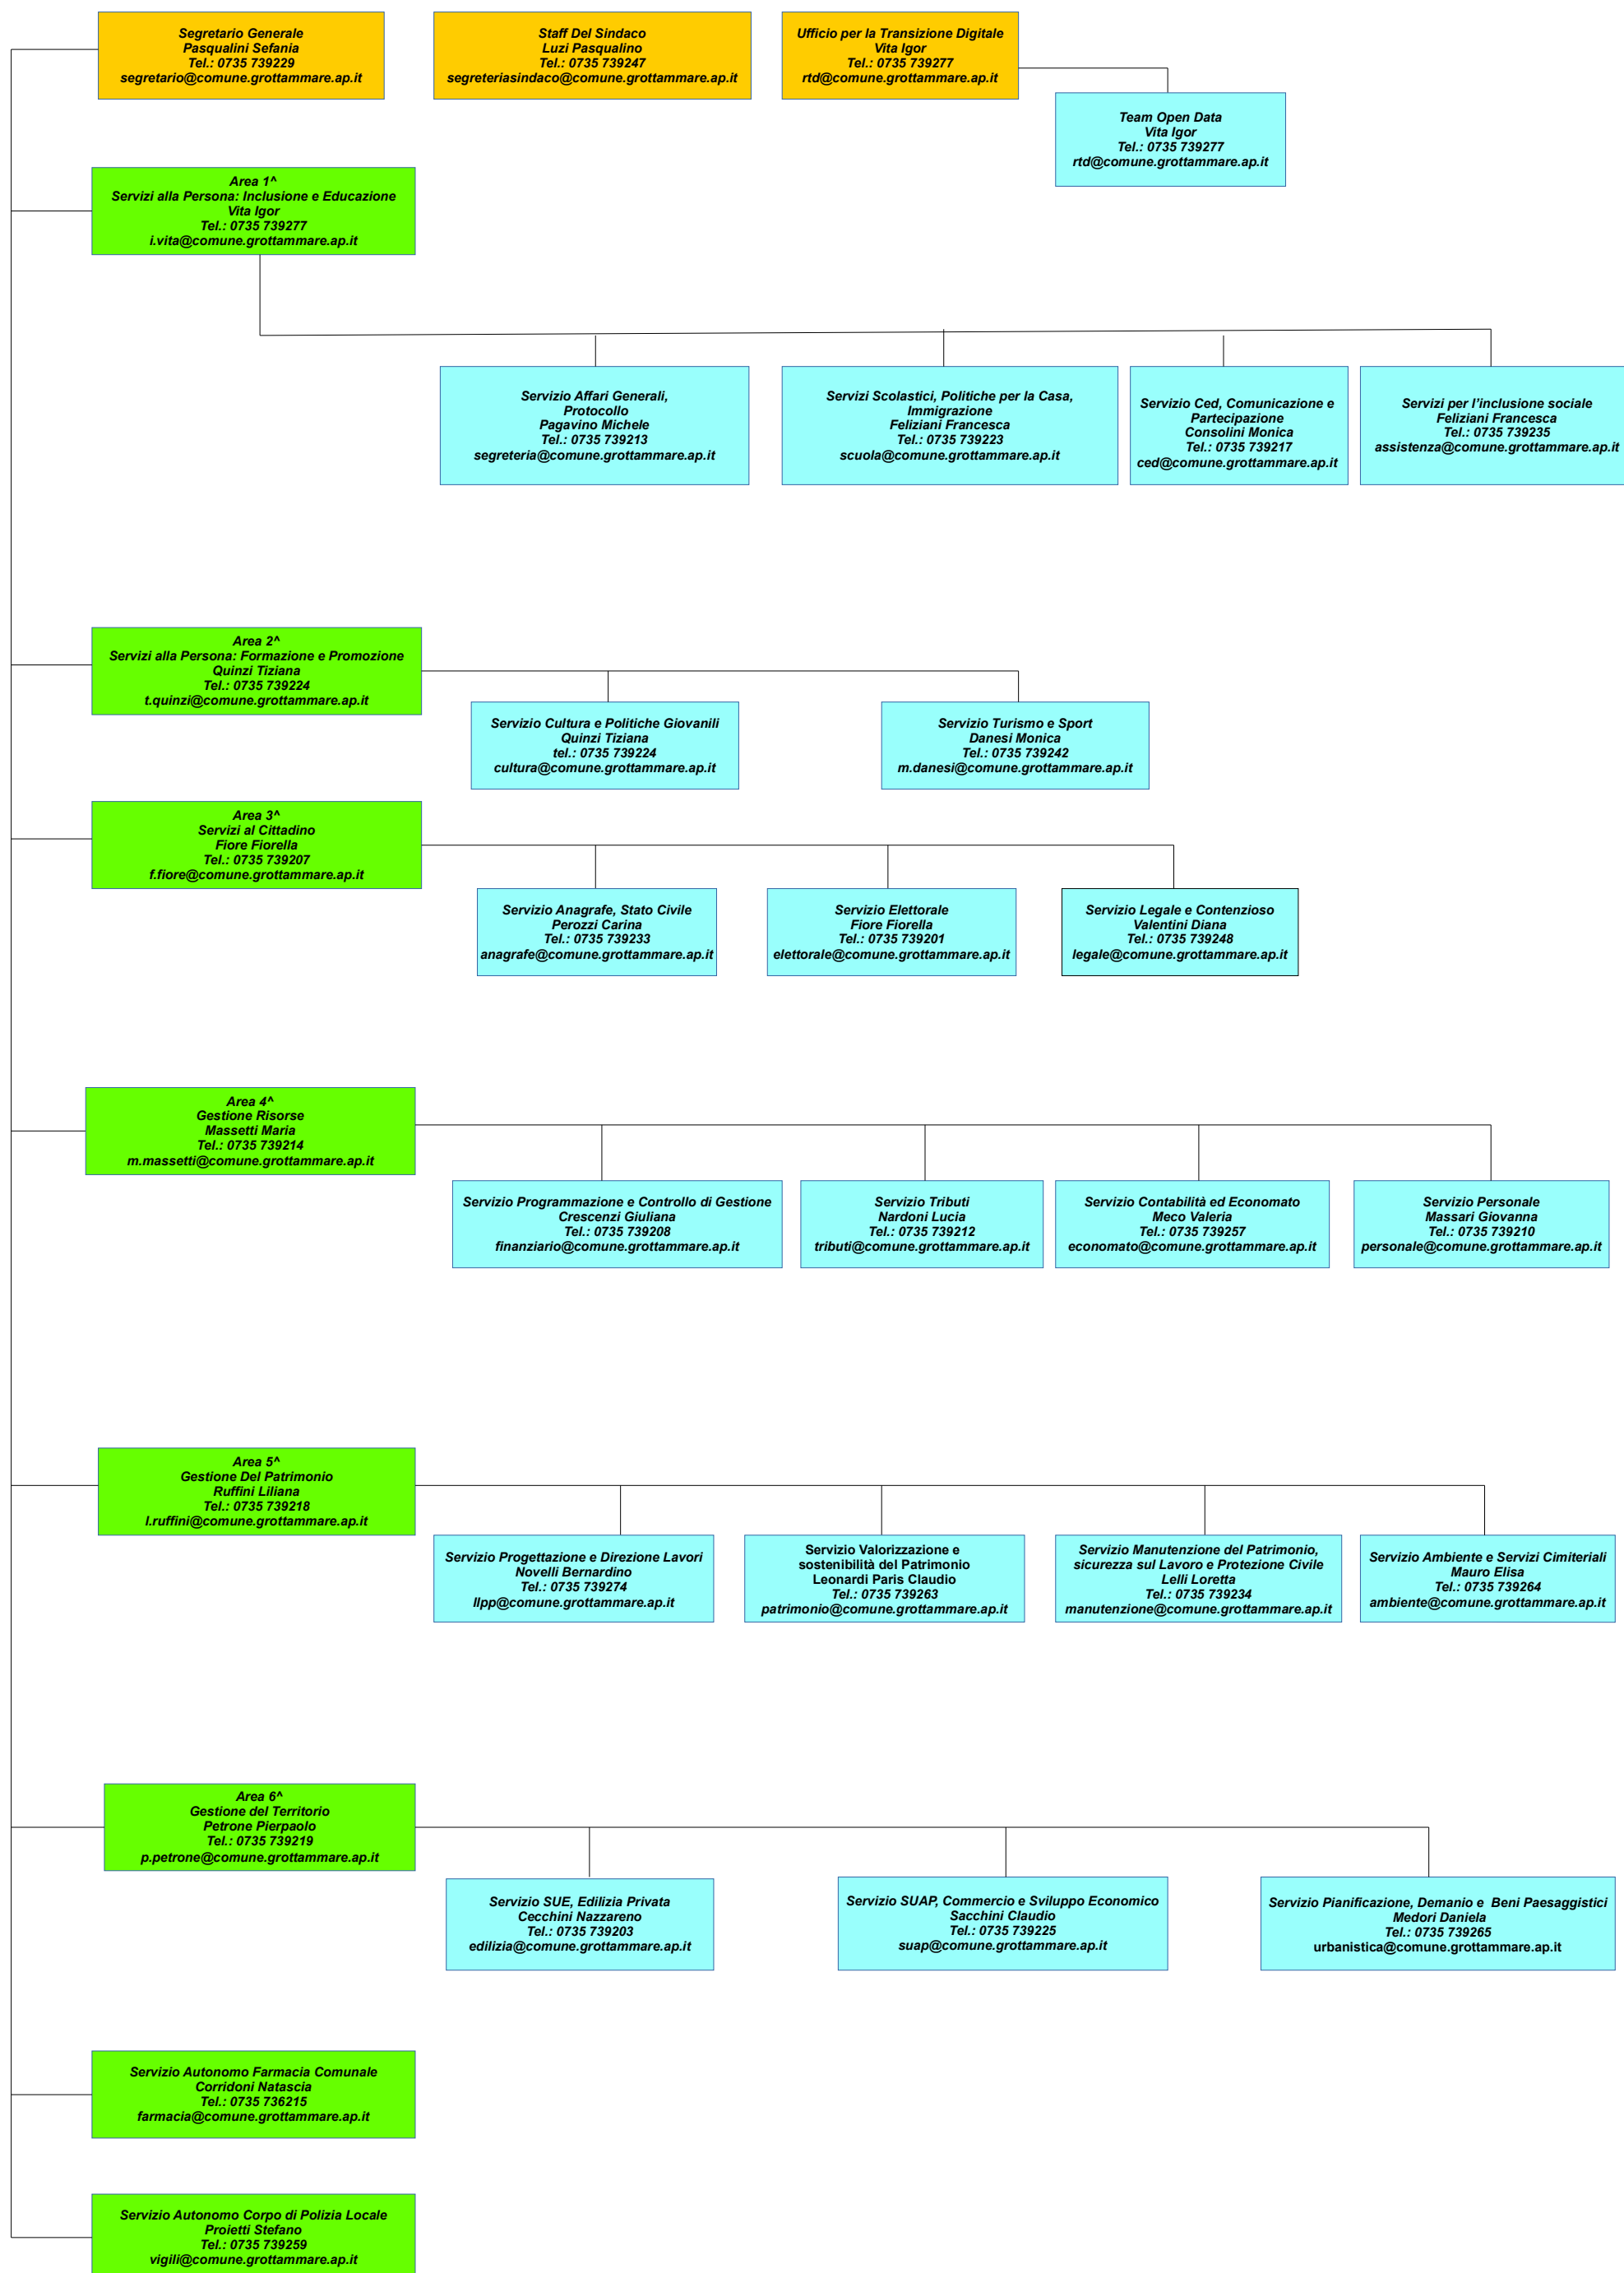 Segretario Generale
Pasqualini Sefania
Tel.: 0735 739229
segretario@comune.grottammare.ap.it
Staff Del Sindaco
Luzi Pasqualino
Tel.: 0735 739247
segreteriasindaco@comune.grottammare.ap.it
Ufficio per la Transizione Digitale
Vita Igor
Tel.: 0735 739277
rtd@comune.grottammare.ap.it
Team Open Data
Vita Igor
Tel.: 0735 739277
rtd@comune.grottammare.ap.it
Area 1^
Servizi alla Persona: Inclusione e Educazione
Vita Igor
Tel.: 0735 739277
i.vita@comune.grottammare.ap.it
Servizio Affari Generali,
Protocollo
Pagavino Michele
Tel.: 0735 739213
segreteria@comune.grottammare.ap.it
Servizi Scolastici, Politiche per la Casa,
Immigrazione
Feliziani Francesca
Tel.: 0735 739223
scuola@comune.grottammare.ap.it
Servizio Ced, Comunicazione e
Partecipazione
Consolini Monica
Tel.: 0735 739217
ced@comune.grottammare.ap.it
Servizi per l'inclusione sociale
Feliziani Francesca
Tel.: 0735 739235
assistenza@comune.grottammare.ap.it
Area 2^
Servizi alla Persona: Formazione e Promozione
Quinzi Tiziana
Tel.: 0735 739224
t.quinzi@comune.grottammare.ap.it
Servizio Cultura e Politiche Giovanili
Quinzi Tiziana
tel.: 0735 739224
cultura@comune.grottammare.ap.it
Servizio Turismo e Sport
Danesi Monica
Tel.: 0735 739242
m.danesi@comune.grottammare.ap.it
Area 3^
Servizi al Cittadino
Fiore Fiorella
Tel.: 0735 739207
f.fiore@comune.grottammare.ap.it
Servizio Anagrafe, Stato Civile
Perozzi Carina
Tel.: 0735 739233
anagrafe@comune.grottammare.ap.it
Servizio Elettorale
Fiore Fiorella
Tel.: 0735 739201
elettorale@comune.grottammare.ap.it
Servizio Legale e Contenzioso
Valentini Diana
Tel.: 0735 739248
legale@comune.grottammare.ap.it
Area 4^
Gestione Risorse
Massetti Maria
Tel.: 0735 739214
m.massetti@comune.grottammare.ap.it
Servizio Programmazione e Controllo di Gestione
Crescenzi Giuliana
Tel.: 0735 739208
finanziario@comune.grottammare.ap.it
Servizio Tributi
Nardoni Lucia
Tel.: 0735 739212
tributi@comune.grottammare.ap.it
Servizio Contabilità ed Economato
Meco Valeria
Tel.: 0735 739257
economato@comune.grottammare.ap.it
Servizio Personale
Massari Giovanna
Tel.: 0735 739210
personale@comune.grottammare.ap.it
Area 5^
Gestione Del Patrimonio
Ruffini Liliana
Tel.: 0735 739218
l.ruffini@comune.grottammare.ap.it
Servizio Progettazione e Direzione Lavori
Novelli Bernardino
Tel.: 0735 739274
llpp@comune.grottammare.ap.it
Servizio Valorizzazione e
sostenibilità del Patrimonio
Leonardi Paris Claudio
Tel.: 0735 739263
patrimonio@comune.grottammare.ap.it
Servizio Manutenzione del Patrimonio,
sicurezza sul Lavoro e Protezione Civile
Lelli Loretta
Tel.: 0735 739234
manutenzione@comune.grottammare.ap.it
Servizio Ambiente e Servizi Cimiteriali
Mauro Elisa
Tel.: 0735 739264
ambiente@comune.grottammare.ap.it
Area 6^
Gestione del Territorio
Petrone Pierpaolo
Tel.: 0735 739219
p.petrone@comune.grottammare.ap.it
Servizio SUE, Edilizia Privata
Cecchini Nazzareno
Tel.: 0735 739203
edilizia@comune.grottammare.ap.it
Servizio SUAP, Commercio e Sviluppo Economico
Sacchini Claudio
Tel.: 0735 739225
suap@comune.grottammare.ap.it
Servizio Pianificazione, Demanio e Beni Paesaggistici
Medori Daniela
Tel.: 0735 739265
urbanistica@comune.grottammare.ap.it
Servizio Autonomo Farmacia Comunale
Corridoni Natascia
Tel.: 0735 736215
farmacia@comune.grottammare.ap.it
Servizio Autonomo Corpo di Polizia Locale
Proietti Stefano
Tel.: 0735 739259
vigili@comune.grottammare.ap.it